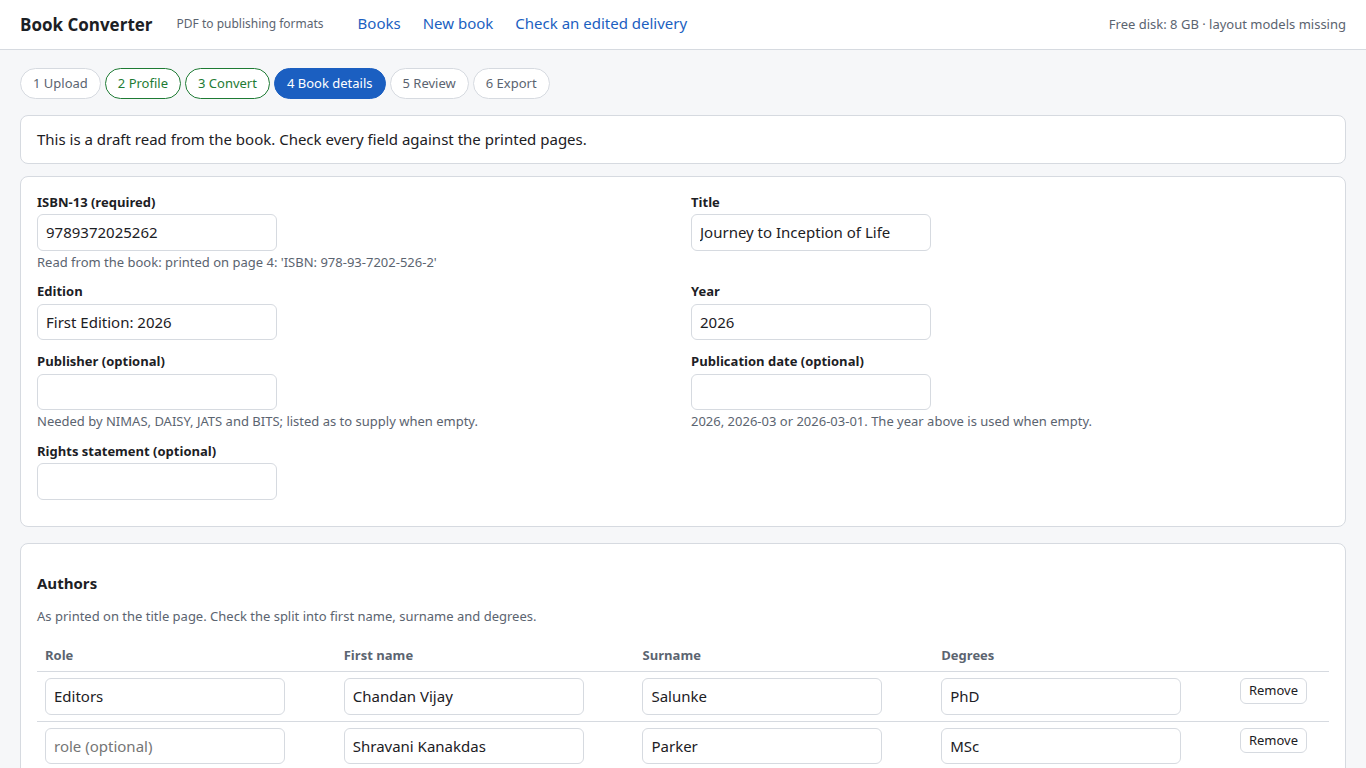 Book Converter PDF to publishing formats Books New book Check an edited delivery Free disk: 8 GB · layout models missing
1 Upload 2 Profile 3 Convert 4 Book details 5 Review 6 Export
This is a draft read from the book. Check every field against the printed pages.
ISBN-13 (required) Title
9789372025262 Journey to Inception of Life
Read from the book: printed on page 4: 'ISBN: 978-93-7202-526-2'
Edition Year
First Edition: 2026 2026
Publisher (optional) Publication date (optional)
Needed by NIMAS, DAISY, JATS and BITS; listed as to supply when empty. 2026, 2026-03 or 2026-03-01. The year above is used when empty.
Rights statement (optional)
Authors
As printed on the title page. Check the split into first name, surname and degrees.
Role First name Surname Degrees
Editors Chandan Vijay Salunke PhD Remove
role (optional) Shravani Kanakdas Parker MSc Remove